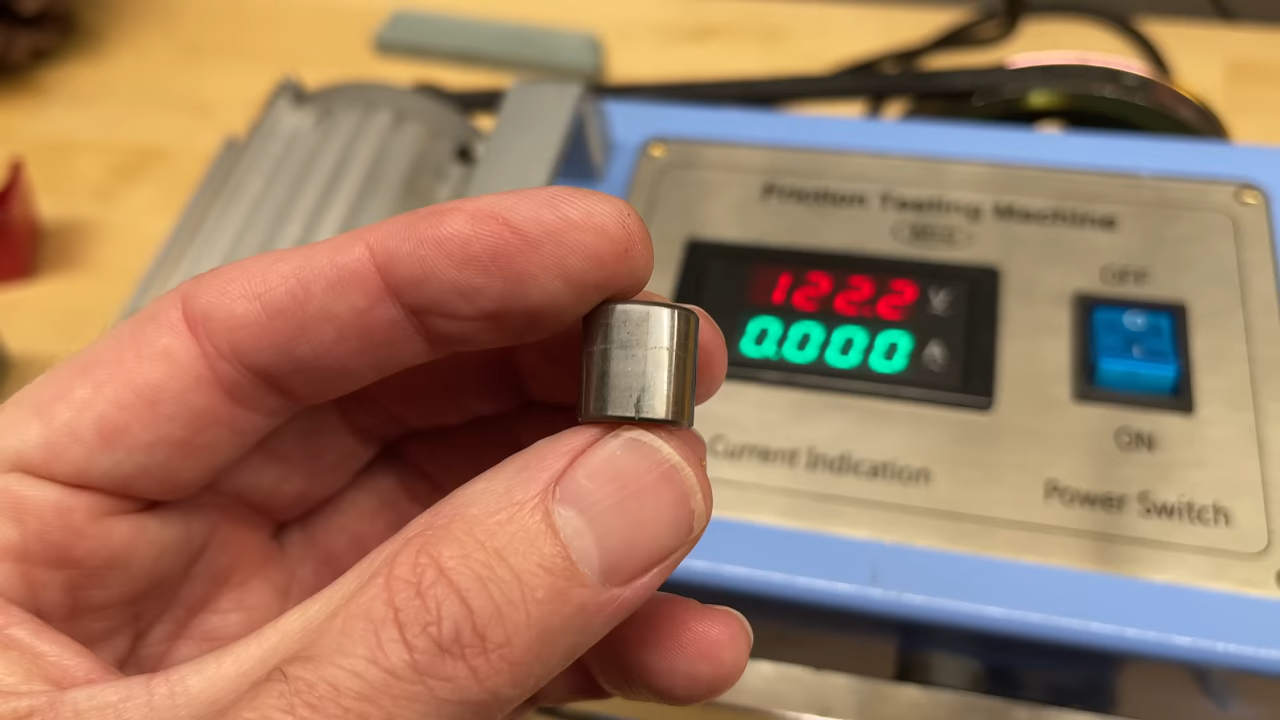 Friction Testing Machine
122.2 V
0.000 A
OFF
Current Indication
ON
Power Switch